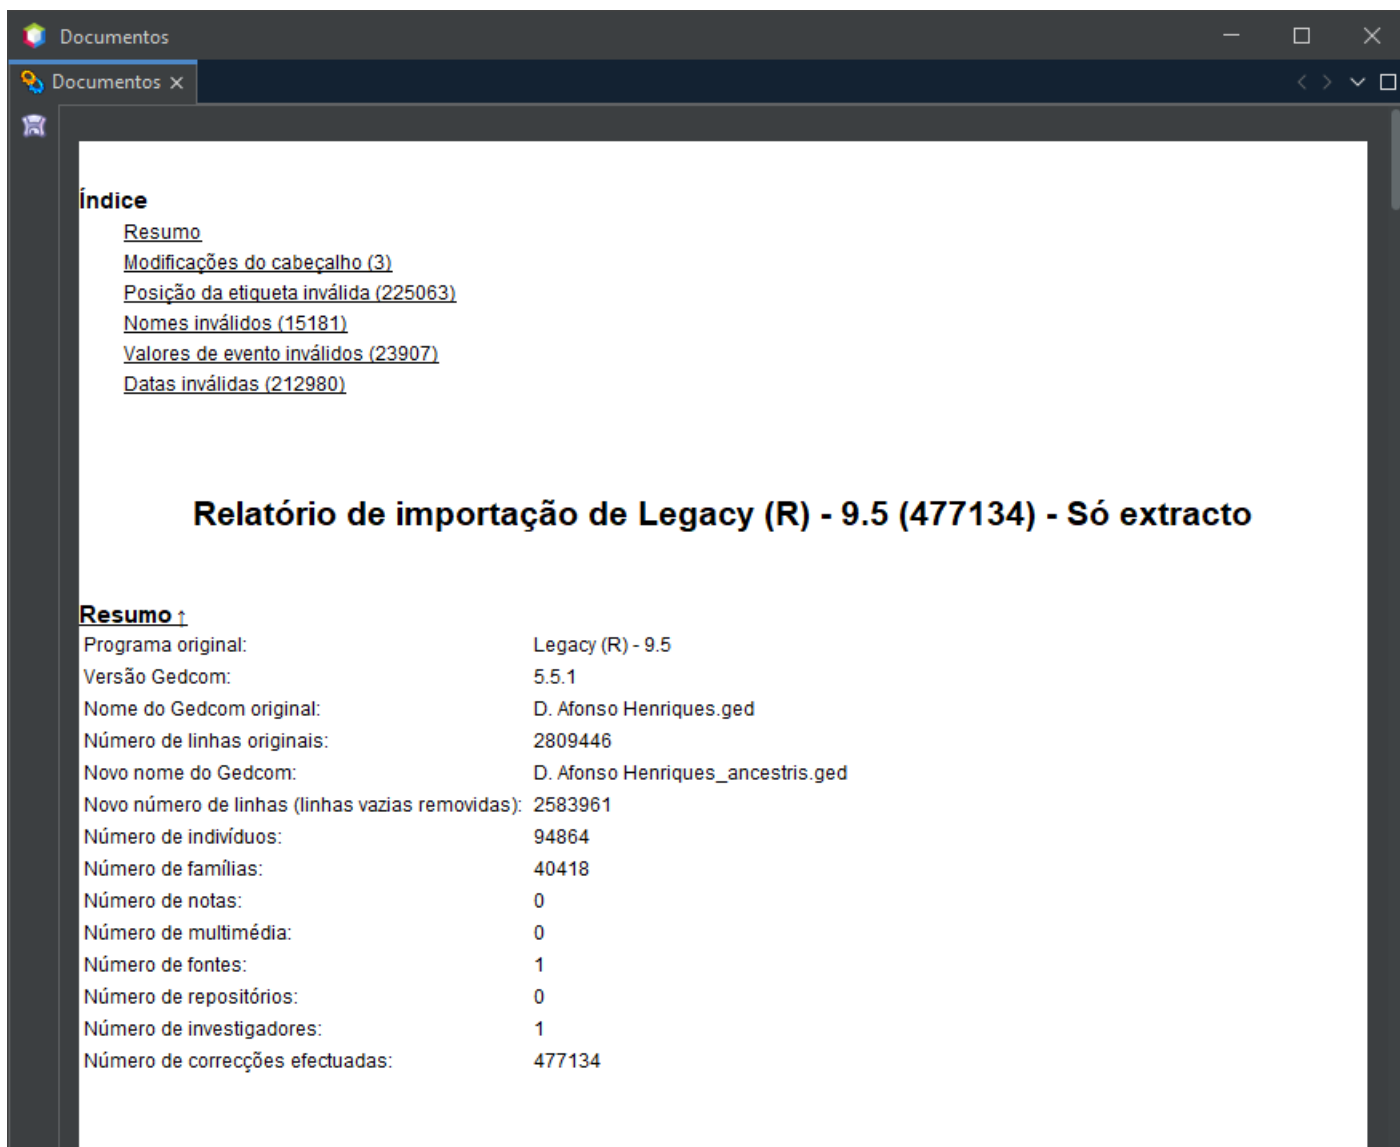 Documentos
Documentos
Índice
Resumo
Modificações do cabeçalho (3)
Posição da etiqueta inválida (225063)
Nomes inválidos (15181)
Valores de evento inválidos (23907)
Datas inválidas (212980)
Relatório de importação de Legacy (R) - 9.5 (477134) - Só extracto
Resumo ↑
Programa original: Legacy (R) - 9.5
Versão Gedcom: 5.5.1
Nome do Gedcom original: D. Afonso Henriques.ged
Número de linhas originais: 2809446
Novo nome do Gedcom: D. Afonso Henriques_ancestris.ged
Novo número de linhas (linhas vazias removidas): 2583961
Número de indivíduos: 94864
Número de famílias: 40418
Número de notas: 0
Número de multimédia: 0
Número de fontes: 1
Número de repositórios: 0
Número de investigadores: 1
Número de correcções efectuadas: 477134